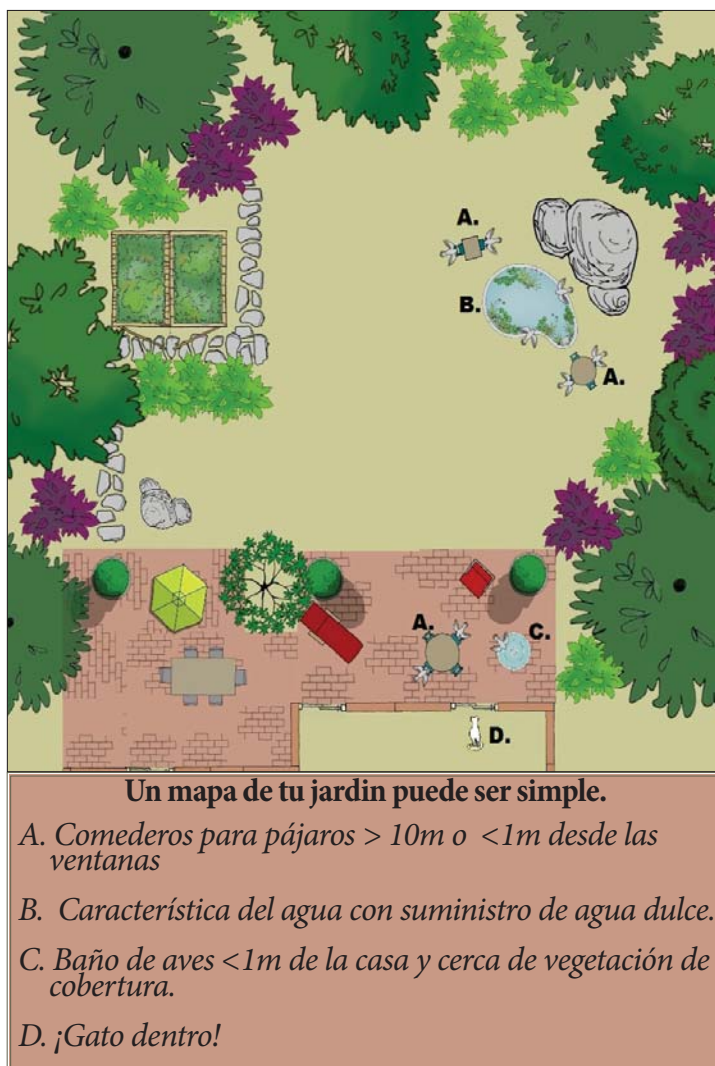 A.
B.
A.
A.
C.
D.
Un mapa de tu jardin puede ser simple.
A. Comederos para pájaros > 10m o <1m desde las
ventanas
B. Característica del agua con suministro de agua dulce.
C. Baño de aves <1m de la casa y cerca de vegetación de
cobertura.
D. ¡Gato dentro!